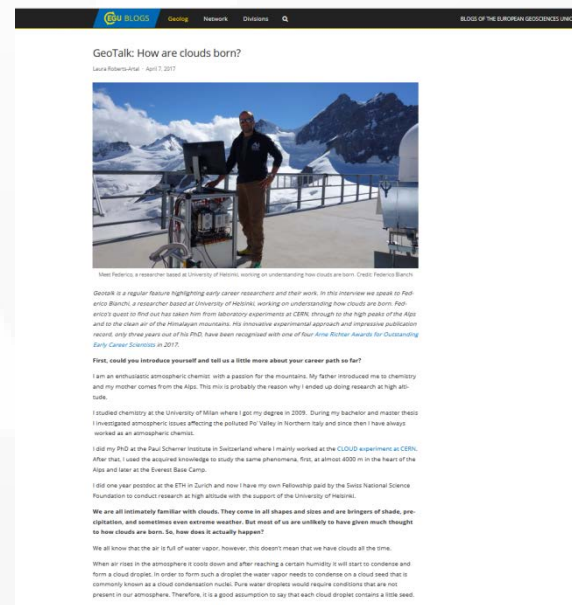 EGU BLOGS Geolog Network Divisions BLOGS OF THE EUROPEAN GEOSCIENCES UNIO
GeoTalk: How are clouds born?
Laura Roberts-Artal · April 7, 2017
Meet Federico, a researcher based at University of Helsinki, working on understanding how clouds are born. Credit: Federico Bianchi.
Geotalk is a regular feature highlighting early career researchers and their work. In this interview we speak to Fed-
erico Bianchi, a researcher based at University of Helsinki, working on understanding how clouds are born. Fed-
erico's quest to find out has taken him from laboratory experiments at CERN, through to the high peaks of the Alps
and to the clean air of the Himalayan mountains. His innovative experimental approach and impressive publication
record, only three years out of his PhD, have been recognised with one of four Arne Richter Awards for Outstanding
Early Career Scientists in 2017.
First, could you introduce yourself and tell us a little more about your career path so far?
I am an enthusiastic atmospheric chemist with a passion for the mountains. My father introduced me to chemistry
and my mother comes from the Alps. This mix is probably the reason why I ended up doing research at high alti-
tude.
I studied chemistry at the University of Milan where I got my degree in 2009. During my bachelor and master thesis
I investigated atmospheric issues affecting the polluted Po' Valley in Northern Italy and since then I have always
worked as an atmospheric chemist.
I did my PhD at the Paul Scherrer Institute in Switzerland where I mainly worked at the CLOUD experiment at CERN.
After that, I used the acquired knowledge to study the same phenomena, first, at almost 4000 m in the heart of the
Alps and later at the Everest Base Camp.
I did one year postdoc at the ETH in Zurich and now I have my own Fellowship paid by the Swiss National Science
Foundation to conduct research at high altitude with the support of the University of Helsinki.
We are all intimately familiar with clouds. They come in all shapes and sizes and are bringers of shade, pre-
cipitation, and sometimes even extreme weather. But most of us are unlikely to have given much thought
to how clouds are born. So, how does it actually happen?
We all know that the air is full of water vapor, however, this doesn't mean that we have clouds all the time.
When air rises in the atmosphere it cools down and after reaching a certain humidity it will start to condense and
form a cloud droplet. In order to form such a droplet the water vapor needs to condense on a cloud seed that is
commonly known as a cloud condensation nuclei. Pure water droplets would require conditions that are not
present in our atmosphere. Therefore, it is a good assumption to say that each cloud droplet contains a little seed.